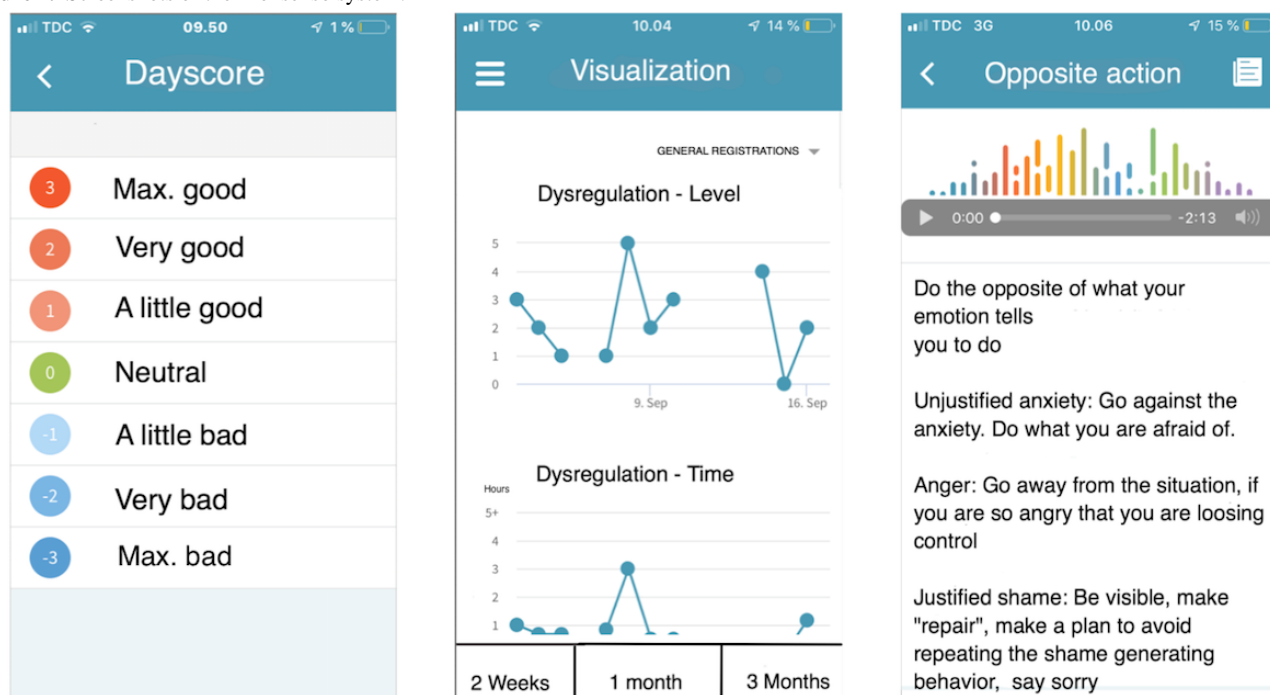 TDC 09.50 1 %
Dayscore
3 Max. good
2 Very good
1 A little good
0 Neutral
-1 A little bad
-2 Very bad
-3 Max. bad
TDC 10.04 14 %
Visualization
GENERAL REGISTRATIONS
Dysregulation - Level
5
4
3
2
1
0
9. Sep 16. Sep
Dysregulation - Time
Hours
5+
4
3
2
1
2 Weeks 1 month 3 Months
TDC 3G 10.06 15 %
Opposite action
0:00 -2:13
Do the opposite of what your
emotion tells
you to do
Unjustified anxiety: Go against the
anxiety. Do what you are afraid of.
Anger: Go away from the situation, if
you are so angry that you are loosing
control
Justified shame: Be visible, make
"repair", make a plan to avoid
repeating the shame generating
behavior, say sorry